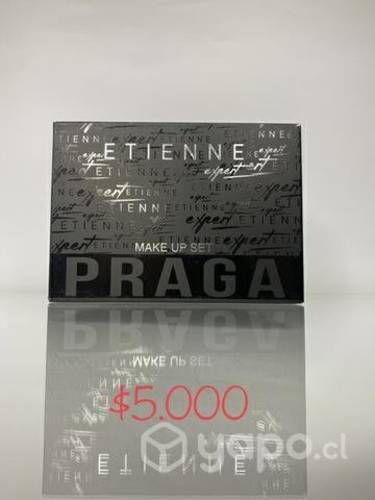 ETIENNE
expert
MAKE UP SET
PRAGA
$5.000
yapo.cl